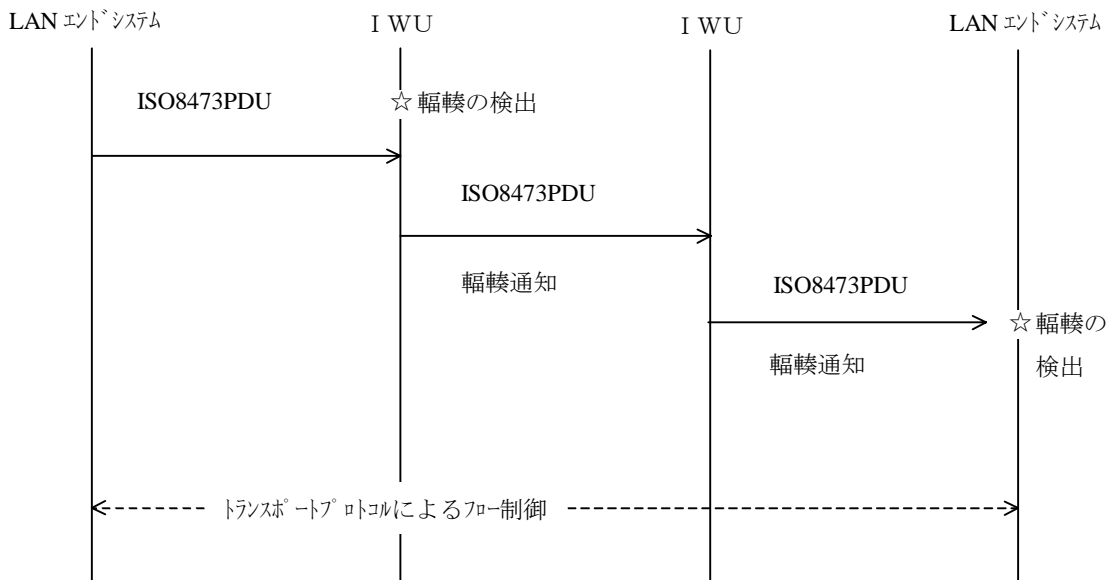 LAN ｴﾝﾄﾞｼｽﾃﾑ
ＩＷＵ
ＩＷＵ
LAN ｴﾝﾄﾞｼｽﾃﾑ
ISO8473PDU
☆輻輳の検出
ISO8473PDU
輻輳通知
ISO8473PDU
☆輻輳の
検出
輻輳通知
ﾄﾗﾝｽﾎﾟｰﾄﾌﾟﾛﾄｺﾙによるﾌﾛｰ制御